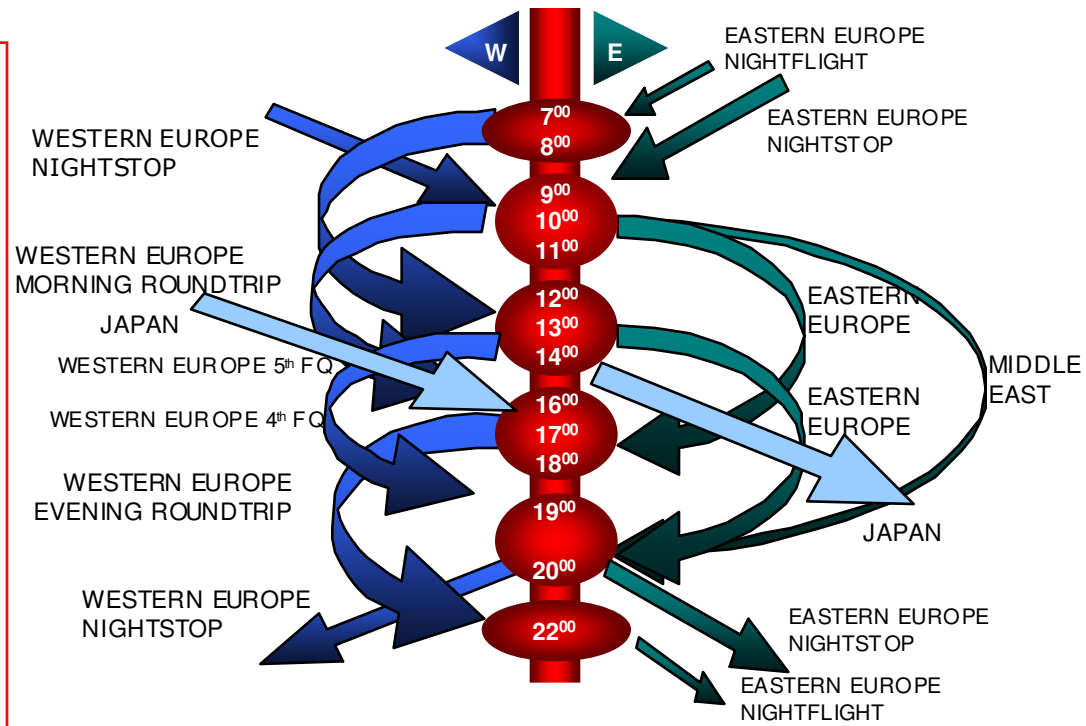 W
E
EASTERN EUROPE
NIGHTFLIGHT
7⁰⁰
8⁰⁰
EASTERN EUROPE
NIGHTSTOP
WESTERN EUROPE
NIGHTSTOP
9⁰⁰
10⁰⁰
11⁰⁰
WESTERN EUROPE
MORNING ROUNDTRIP
JAPAN
12⁰⁰
13⁰⁰
14⁰⁰
EASTERN
EUROPE
WESTERN EUROPE 5th FQ
MIDDLE
EAST
WESTERN EUROPE 4th FQ
16⁰⁰
17⁰⁰
18⁰⁰
EASTERN
EUROPE
WESTERN EUROPE
EVENING ROUNDTRIP
19⁰⁰
20⁰⁰
JAPAN
WESTERN EUROPE
NIGHTSTOP
22⁰⁰
EASTERN EUROPE
NIGHTSTOP
EASTERN EUROPE
NIGHTFLIGHT